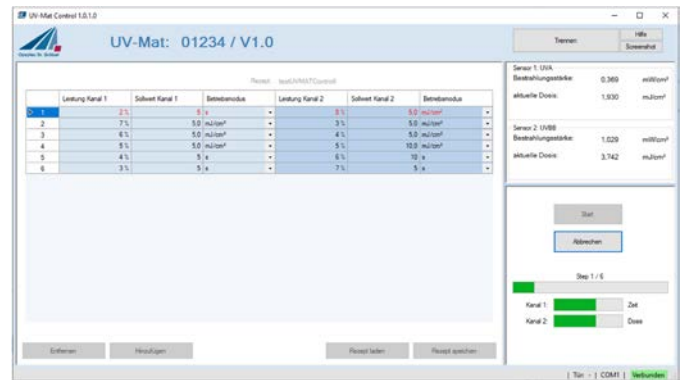 UV-Mat Control 1.0.1.0
UV-Mat: 01234 / V1.0
Trennen
Hilfe
Screenshot
Rezept: testUVMATControll
Leistung Kanal 1 Sollwert Kanal 1 Betriebsmodus Leistung Kanal 2 Sollwert Kanal 2 Betriebsmodus
1 2 % 5 s 5 % 5.0 mJ/cm²
2 7 % 5.0 mJ/cm² 3 % 5.0 mJ/cm²
3 6 % 5.0 mJ/cm² 4 % 5.0 mJ/cm²
4 5 % 5.0 mJ/cm² 5 % 10.0 mJ/cm²
5 4 % 5 s 6 % 10 s
6 3 % 5 s 7 % 5 s
Entfernen
Hinzufügen
Rezept laden
Rezept speichern
Sensor 1: UVA
Bestrahlungsstärke: 0,369 mW/cm²
aktuelle Dosis: 1,930 mJ/cm²
Sensor 2: UVBB
Bestrahlungsstärke: 1,029 mW/cm²
aktuelle Dosis: 3,742 mJ/cm²
Start
Abbrechen
Step 1 / 6
Kanal 1: Zeit
Kanal 2: Dosis
| Tür - | COM1 | Verbunden